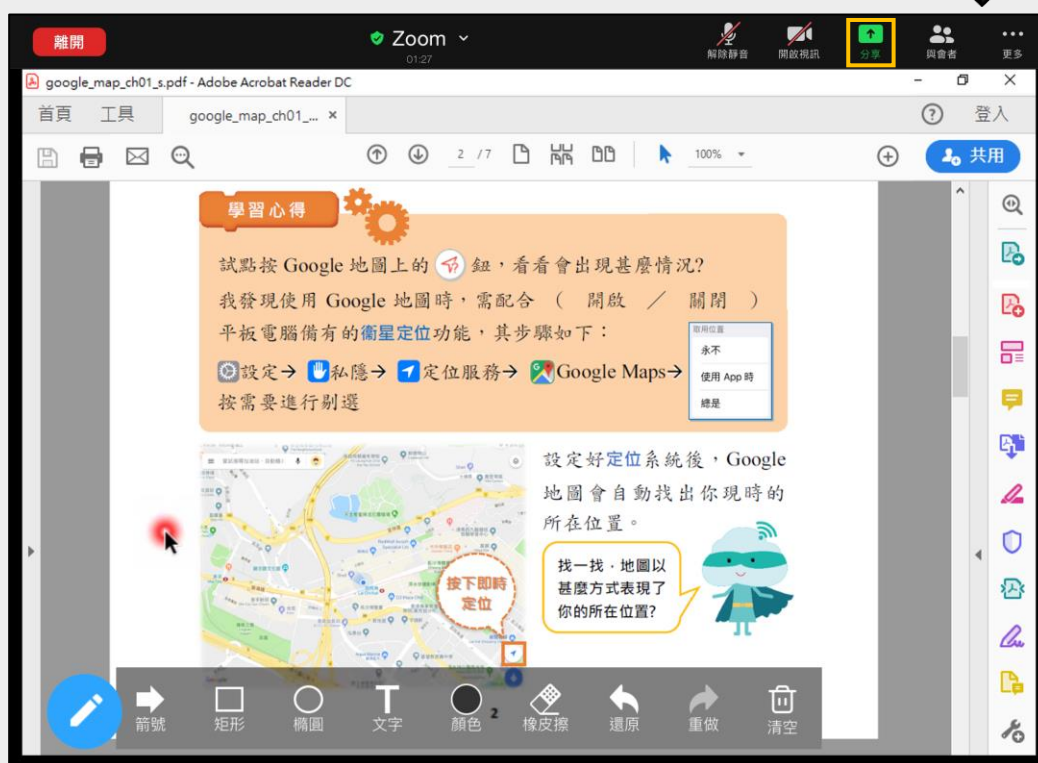 離開
Zoom
01:27
解除靜音
開啟視訊
分享
與會者
更多
google_map_ch01_s.pdf - Adobe Acrobat Reader DC
首頁
工具
google_map_ch01_...
登入
2 / 7
100%
共用
學習心得
試點按 Google 地圖上的 鈕，看看會出現甚麼情況?
我發現使用 Google 地圖時，需配合 （ 開啟 ／ 關閉 ）
平板電腦備有的衛星定位功能，其步驟如下：
設定→ 私隱→ 定位服務→ Google Maps→
按需要進行剔選
取用位置
永不
使用 App 時
總是
設定好定位系統後，Google
地圖會自動找出你現時的
所在位置。
按下即時
定位
找一找，地圖以
甚麼方式表現了
你的所在位置?
箭號
矩形
橢圓
文字
顏色
2
橡皮擦
還原
重做
清空